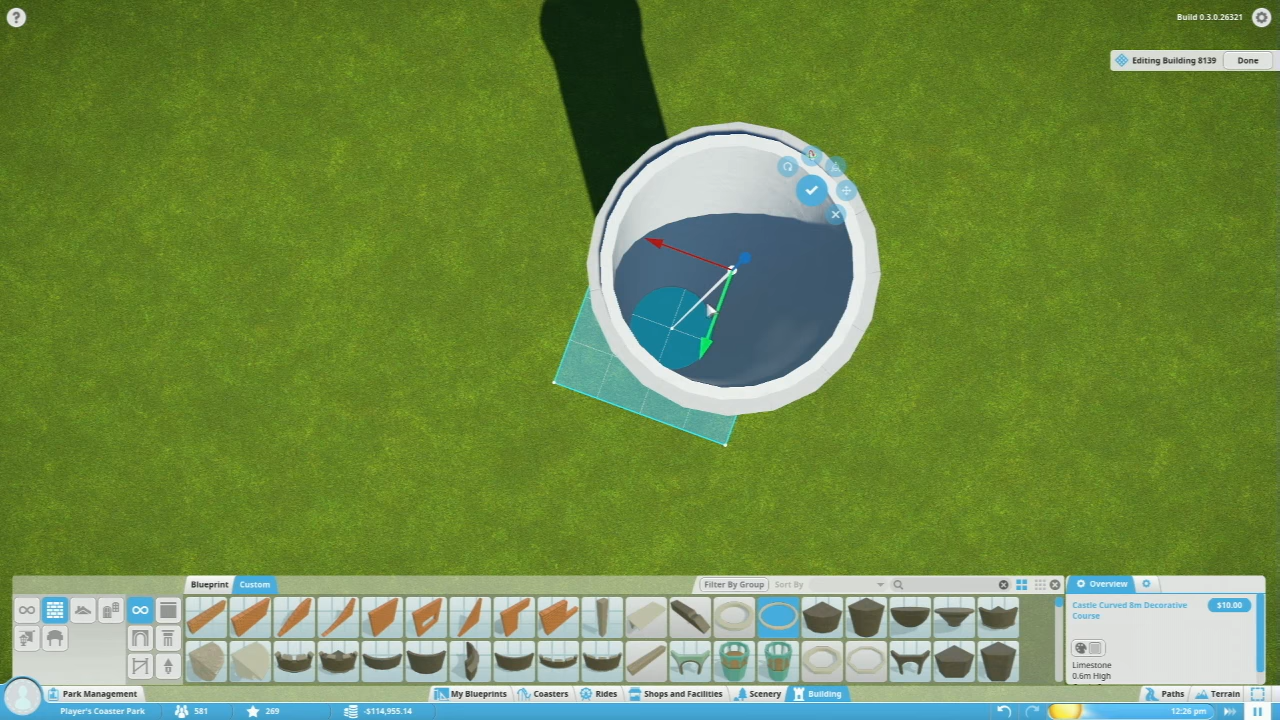 ?
Build 0.3.0.26321
Editing Building 8139
Done
Blueprint
Custom
Filter By Group
Sort By
Overview
Castle Curved 8m Decorative
Course
$10.00
Limestone
0.6m High
Park Management
My Blueprints
Coasters
Rides
Shops and Facilities
Scenery
Building
Paths
Terrain
Player's Coaster Park
581
269
-$114,955.14
12:26 pm